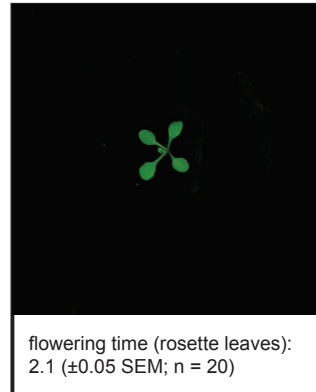 flowering time (rosette leaves):
2.1 (±0.05 SEM; n = 20)